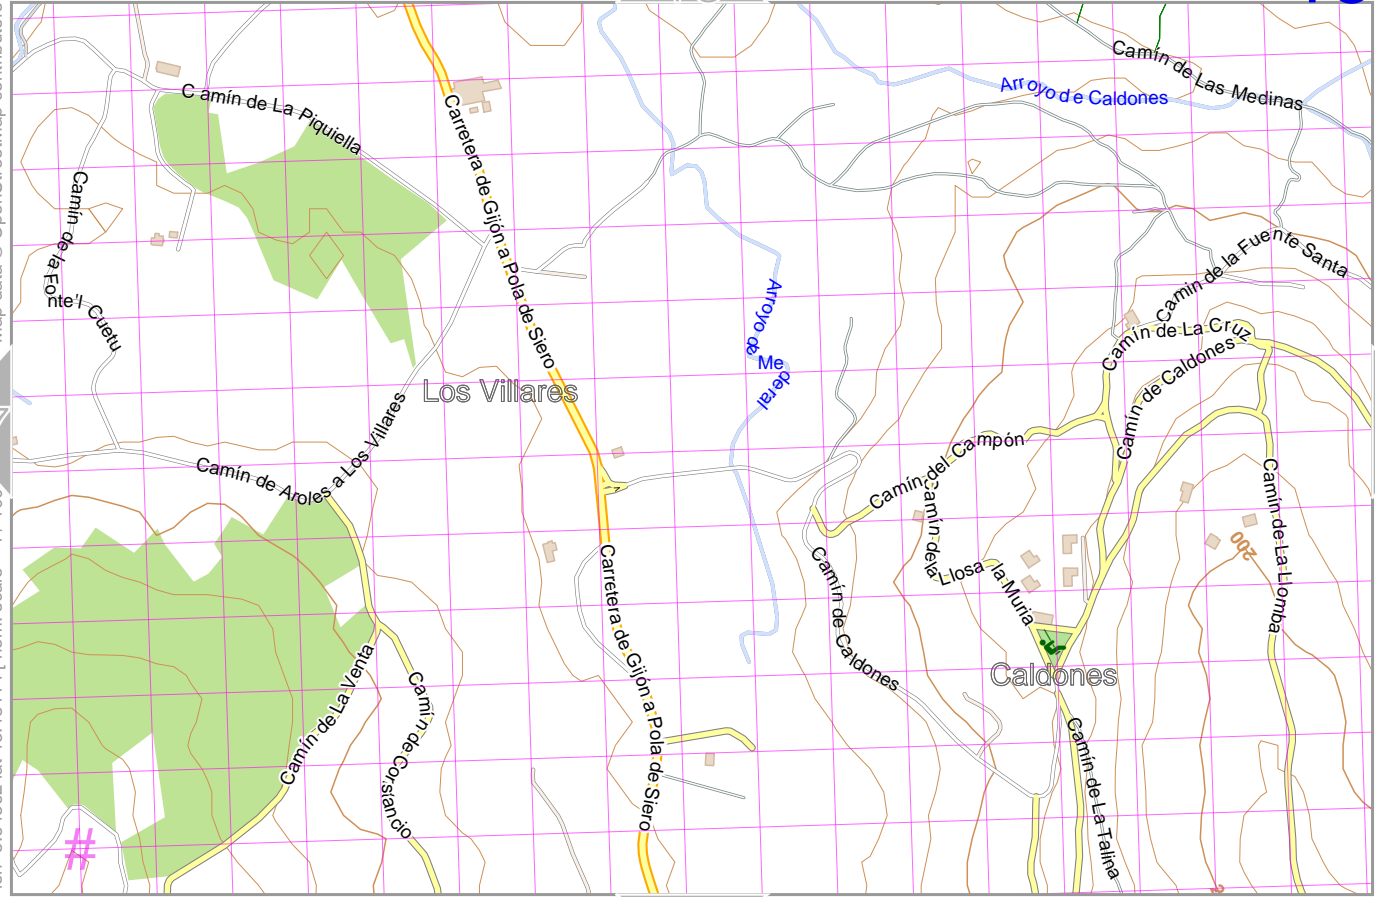 Camín de Las Medinas
Arroyo de Caldones
Camín de La Piquiella
Carretera de Gijón a Pola de Siero
Camín de la Fonte'l Cuetu
Camin de la Fuente Santa
Arroyo de Mederal
Camín de La Cruz
Camín de Caldones
Los Villares
Camín de Aroles a Los Villares
Camín del Campón
Camín de la Llosa
la Muria
Camín de La Llomba
200
Carretera de Gijón a Pola de Siero
Camín de Caldones
Caldones
Camín de La Venta
Camín de Corsiancio
Camín de La Talina
#